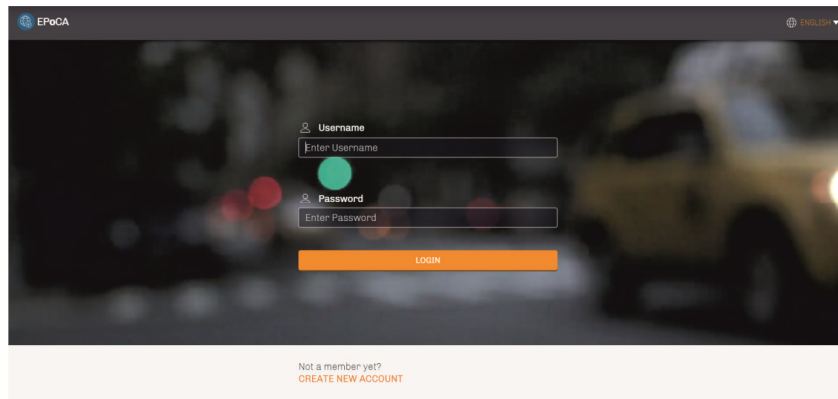 EPoCA
ENGLISH
Username
Enter Username
Password
Enter Password
LOGIN
Not a member yet?
CREATE NEW ACCOUNT